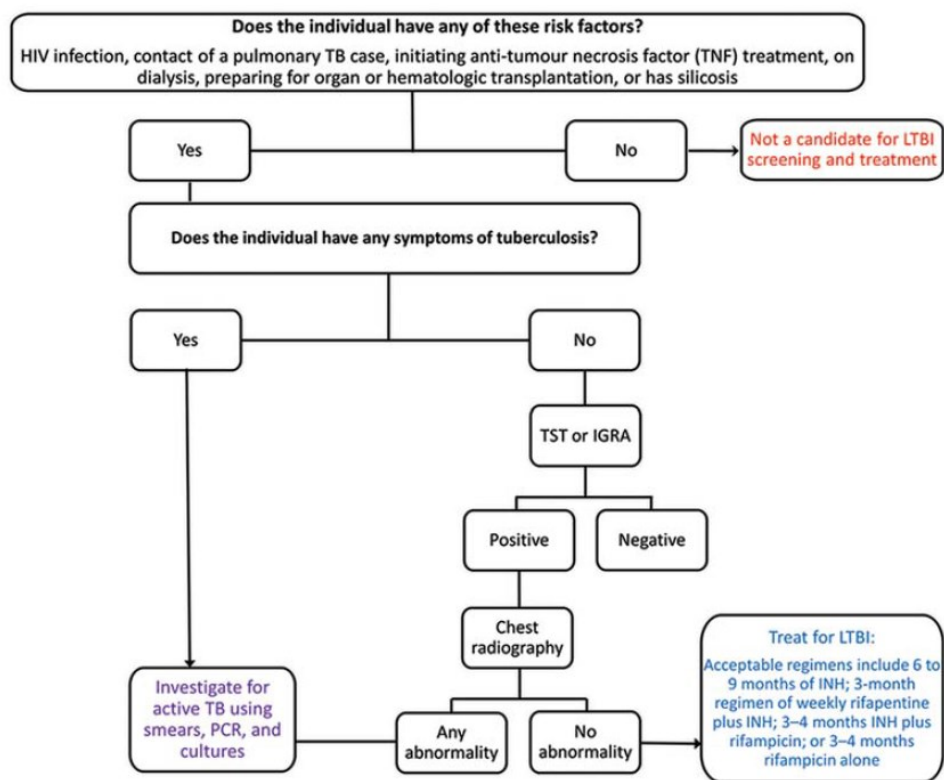 Does the individual have any of these risk factors?
HIV infection, contact of a pulmonary TB case, initiating anti-tumour necrosis factor (TNF) treatment, on
dialysis, preparing for organ or hematologic transplantation, or has silicosis
Yes
No
Not a candidate for LTBI
screening and treatment
Does the individual have any symptoms of tuberculosis?
Yes
No
TST or IGRA
Positive
Negative
Chest
radiography
Any
abnormality
No
abnormality
Investigate for
active TB using
smears, PCR, and
cultures
Treat for LTBI:
Acceptable regimens include 6 to
9 months of INH; 3-month
regimen of weekly rifapentine
plus INH; 3–4 months INH plus
rifampicin; or 3–4 months
rifampicin alone